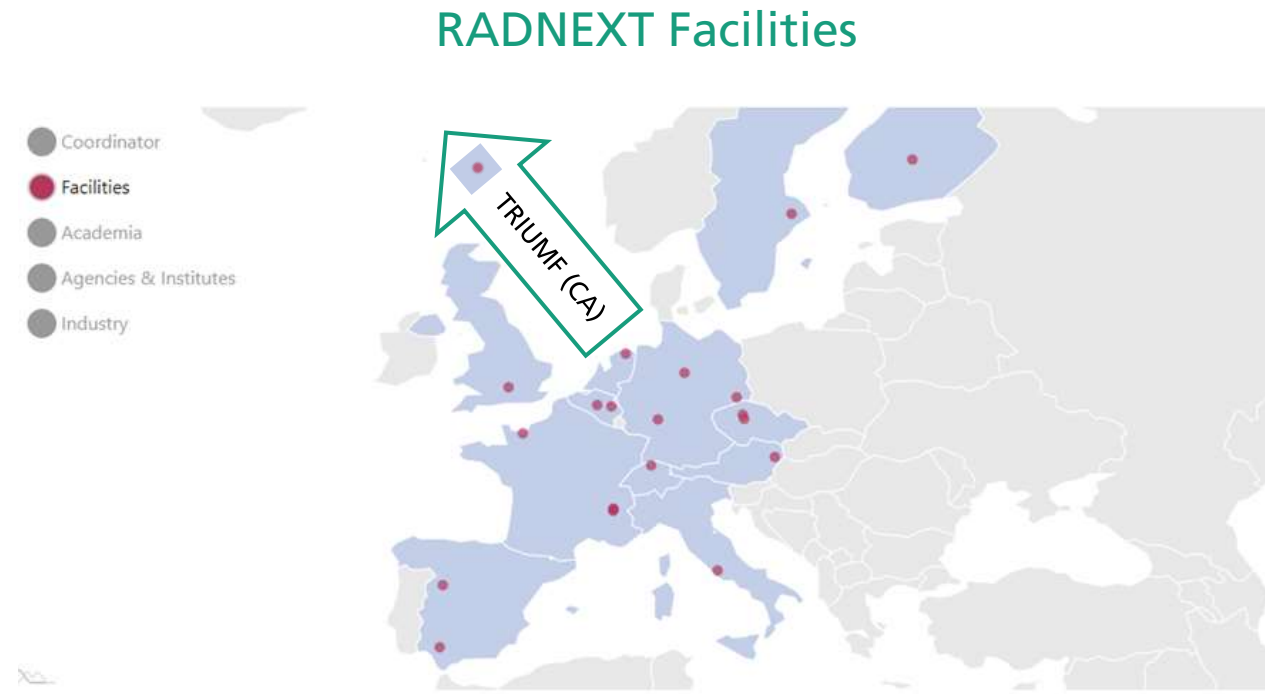 RADNEXT Facilities
Coordinator
Facilities
Academia
Agencies & Institutes
Industry
TRIUMF (CA)